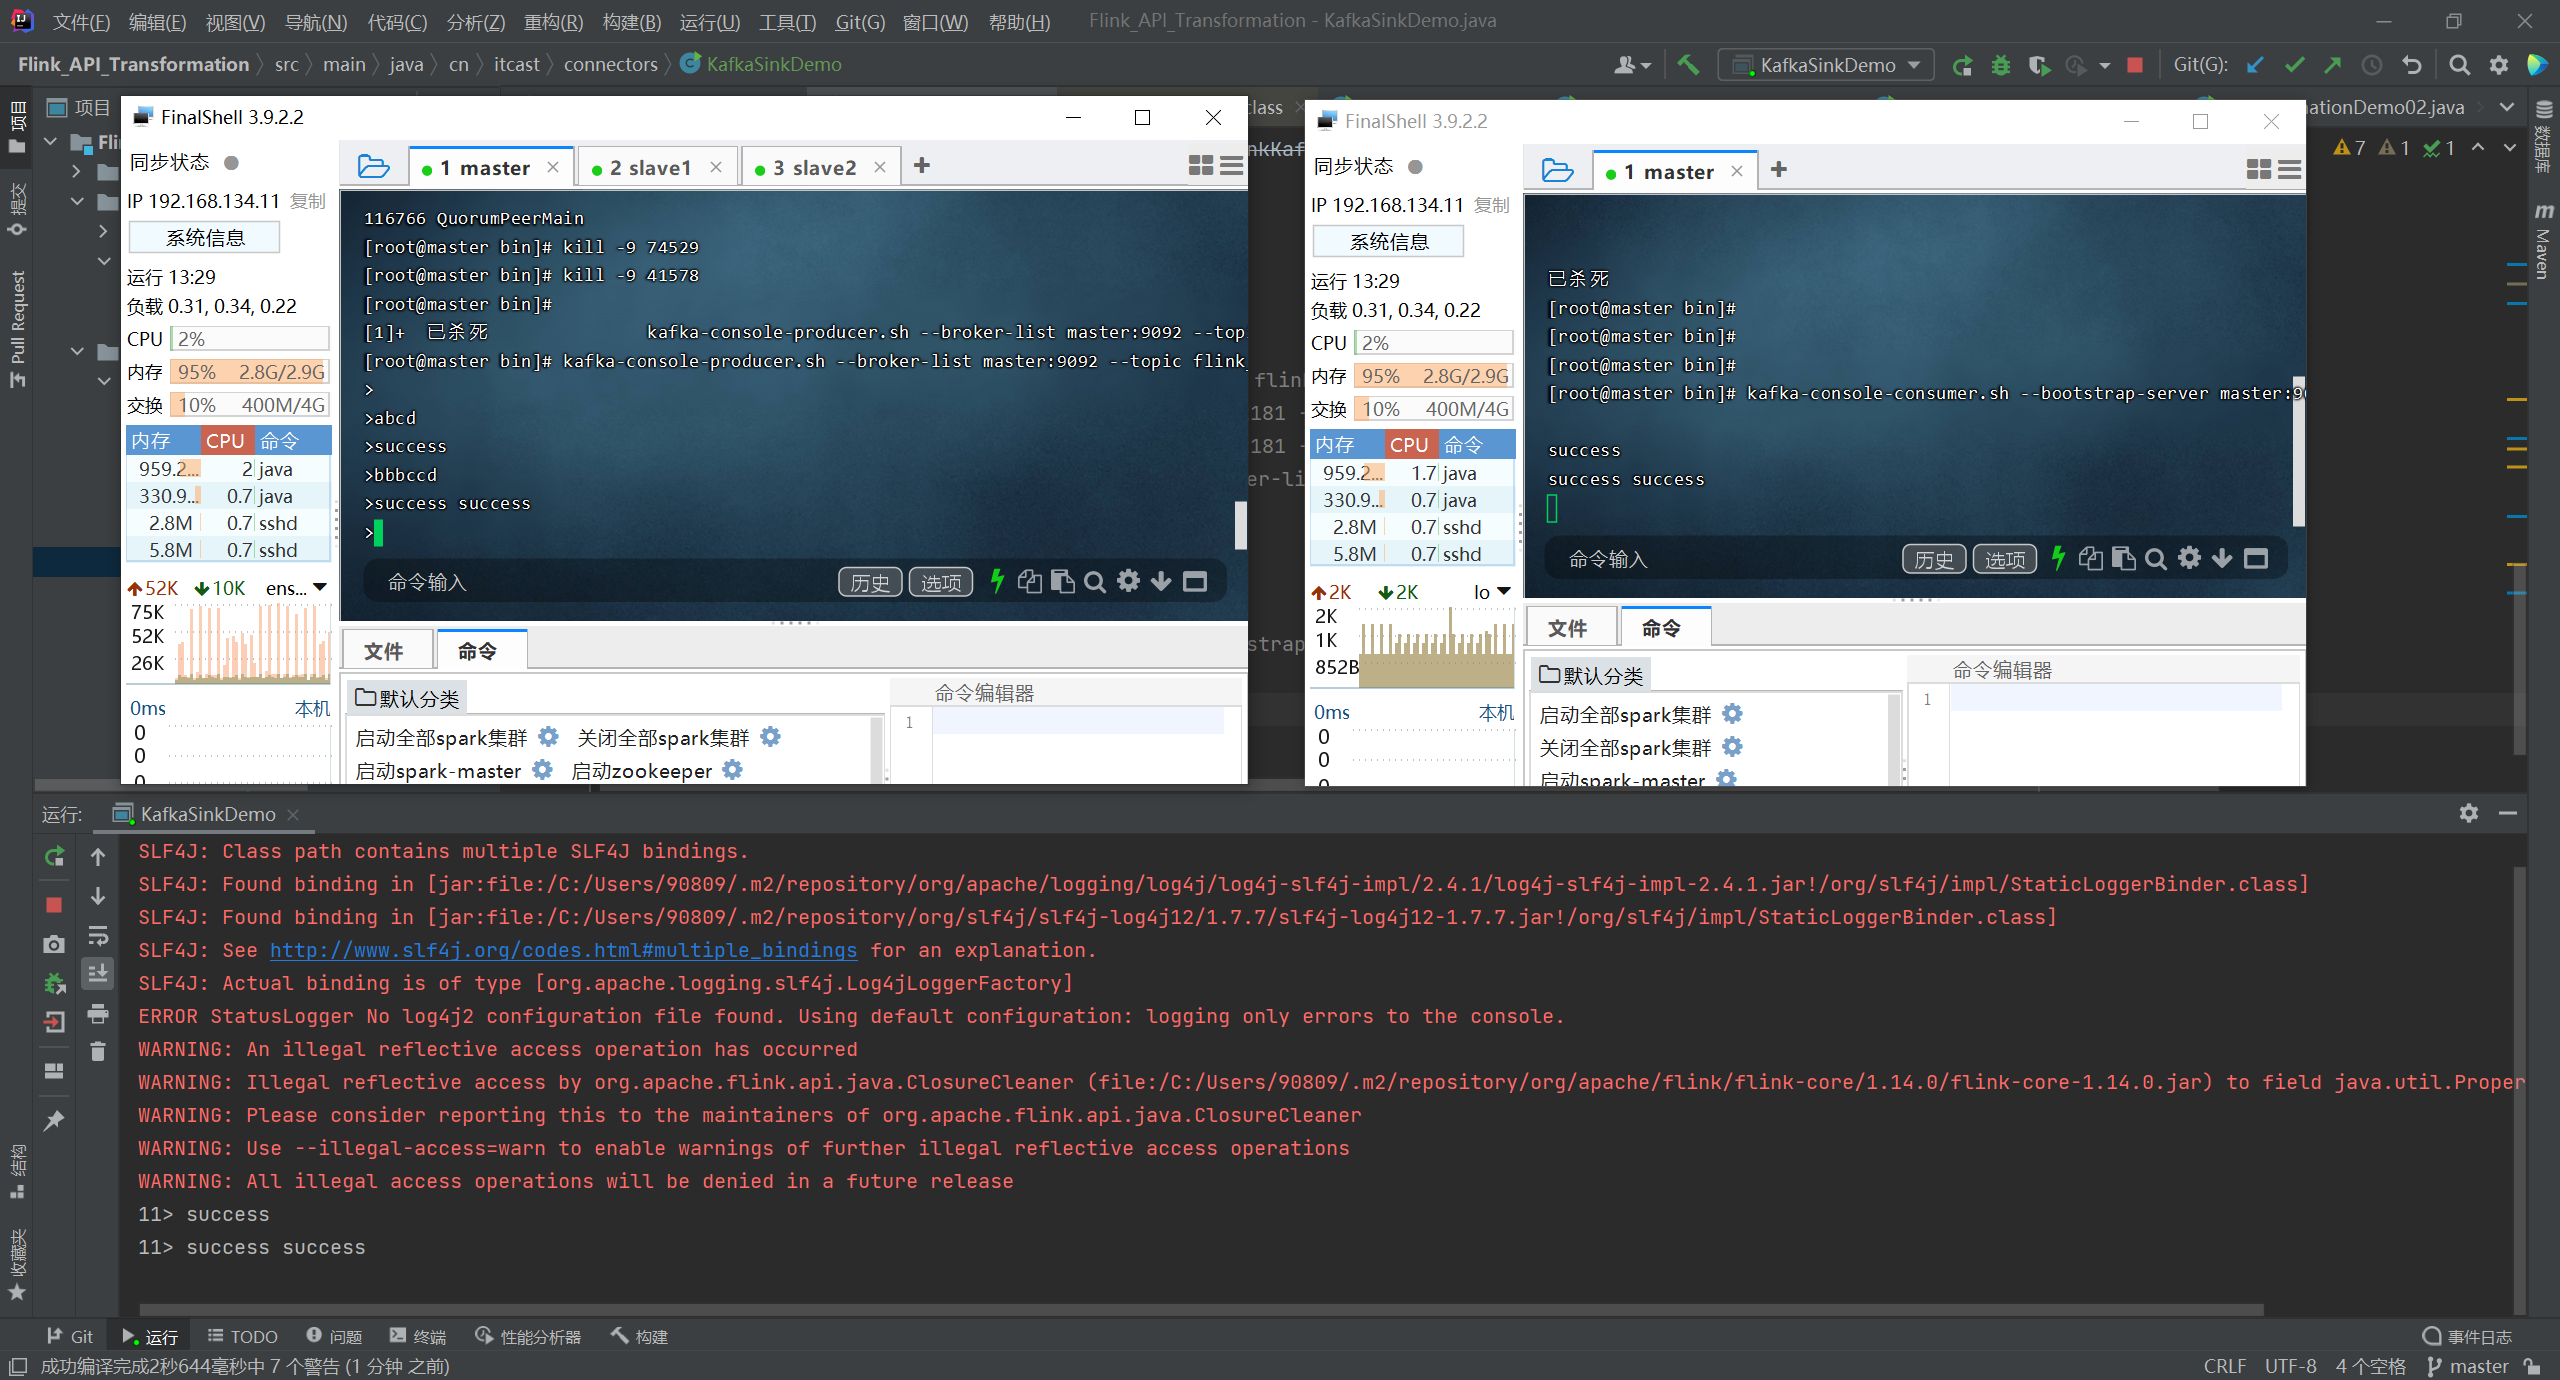 文件(F) 编辑(E) 视图(V) 导航(N) 代码(C) 分析(Z) 重构(R) 构建(B) 运行(U) 工具(T) Git(G) 窗口(W) 帮助(H) Flink_API_Transformation - KafkaSinkDemo.java
Flink_API_Transformation src main java cn itcast connectors KafkaSinkDemo
KafkaSinkDemo Git(G):
项目
提交
Pull Request
结构
收藏夹
项目
class
ationDemo02.java
7 1 1
数据库
Maven
FinalShell 3.9.2.2
同步状态
IP 192.168.134.11 复制
系统信息
运行 13:29
负载 0.31, 0.34, 0.22
CPU 2%
内存 95% 2.8G/2.9G
交换 10% 400M/4G
内存 CPU 命令
959.2... 2 java
330.9... 0.7 java
2.8M 0.7 sshd
5.8M 0.7 sshd
52K 10K ens...
75K
52K
26K
0ms 本机
0
0
0
1 master 2 slave1 3 slave2
116766 QuorumPeerMain
[root@master bin]# kill -9 74529
[root@master bin]# kill -9 41578
[root@master bin]#
[1]+ 已杀死 kafka-console-producer.sh --broker-list master:9092 --topi
[root@master bin]# kafka-console-producer.sh --broker-list master:9092 --topic flink_
>
>abcd
>success
>bbbccd
>success success
>
命令输入 历史 选项
文件 命令
默认分类 命令编辑器
启动全部spark集群 关闭全部spark集群
启动spark-master 启动zookeeper
1
nkKaf
flink
181 -
181 -
er-li
strap
FinalShell 3.9.2.2
同步状态
IP 192.168.134.11 复制
系统信息
运行 13:29
负载 0.31, 0.34, 0.22
CPU 2%
内存 95% 2.8G/2.9G
交换 10% 400M/4G
内存 CPU 命令
959.2... 1.7 java
330.9... 0.7 java
2.8M 0.7 sshd
5.8M 0.7 sshd
2K 2K lo
2K
1K
852B
0ms 本机
0
0
0
1 master
已杀死
[root@master bin]#
[root@master bin]#
[root@master bin]#
[root@master bin]# kafka-console-consumer.sh --bootstrap-server master:90
success
success success
命令输入 历史 选项
文件 命令
默认分类 命令编辑器
启动全部spark集群
关闭全部spark集群
启动spark-master
1
运行: KafkaSinkDemo
SLF4J: Class path contains multiple SLF4J bindings.
SLF4J: Found binding in [jar:file:/C:/Users/90809/.m2/repository/org/apache/logging/log4j/log4j-slf4j-impl/2.4.1/log4j-slf4j-impl-2.4.1.jar!/org/slf4j/impl/StaticLoggerBinder.class]
SLF4J: Found binding in [jar:file:/C:/Users/90809/.m2/repository/org/slf4j/slf4j-log4j12/1.7.7/slf4j-log4j12-1.7.7.jar!/org/slf4j/impl/StaticLoggerBinder.class]
SLF4J: See http://www.slf4j.org/codes.html#multiple_bindings for an explanation.
SLF4J: Actual binding is of type [org.apache.logging.slf4j.Log4jLoggerFactory]
ERROR StatusLogger No log4j2 configuration file found. Using default configuration: logging only errors to the console.
WARNING: An illegal reflective access operation has occurred
WARNING: Illegal reflective access by org.apache.flink.api.java.ClosureCleaner (file:/C:/Users/90809/.m2/repository/org/apache/flink/flink-core/1.14.0/flink-core-1.14.0.jar) to field java.util.Proper
WARNING: Please consider reporting this to the maintainers of org.apache.flink.api.java.ClosureCleaner
WARNING: Use --illegal-access=warn to enable warnings of further illegal reflective access operations
WARNING: All illegal access operations will be denied in a future release
11> success
11> success success
Git 运行 TODO 问题 终端 性能分析器 构建 事件日志
成功编译完成2秒644毫秒中 7 个警告 (1 分钟 之前) CRLF UTF-8 4 个空格 master